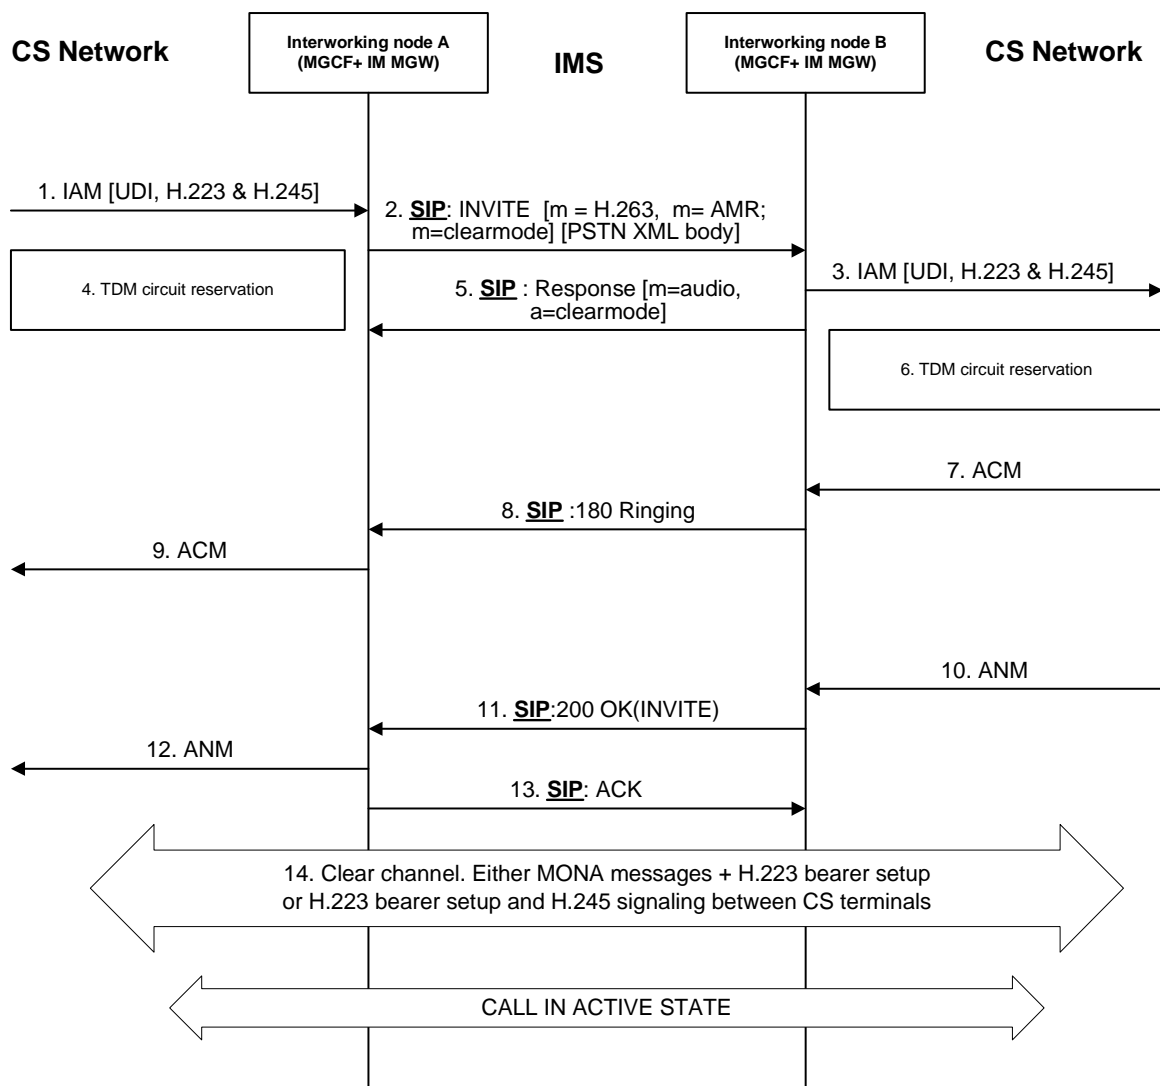 CS Network
Interworking node A
(MGCF+ IM MGW)
IMS
Interworking node B
(MGCF+ IM MGW)
CS Network
1. IAM [UDI, H.223 & H.245]
2. SIP: INVITE [m = H.263, m= AMR;
m=clearmode] [PSTN XML body]
3. IAM [UDI, H.223 & H.245]
4. TDM circuit reservation
5. SIP : Response [m=audio,
a=clearmode]
6. TDM circuit reservation
7. ACM
8. SIP :180 Ringing
9. ACM
10. ANM
11. SIP:200 OK(INVITE)
12. ANM
13. SIP: ACK
14. Clear channel. Either MONA messages + H.223 bearer setup
or H.223 bearer setup and H.245 signaling between CS terminals
CALL IN ACTIVE STATE